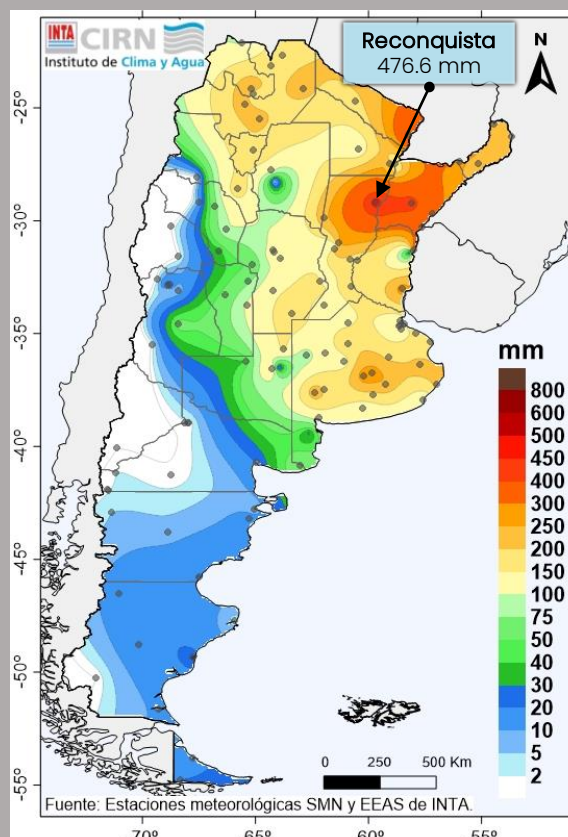 INTA CIRN
Instituto de Clima y Agua
Reconquista
476.6 mm
N
-25°
-30°
-35°
-40°
-45°
-50°
-55°
mm
800
600
500
450
400
300
250
200
150
100
75
50
40
30
20
10
5
2
0 250 500 Km
Fuente: Estaciones meteorológicas SMN y EEAS de INTA.
-70° -65° -60° -55°